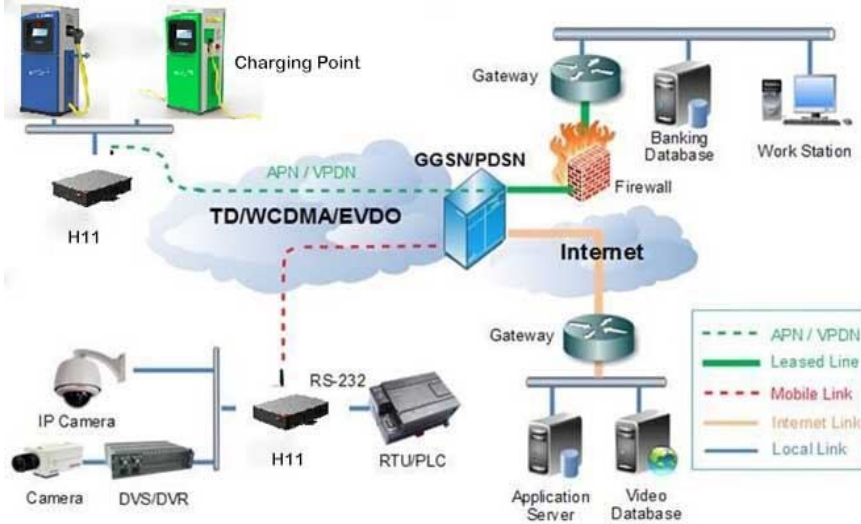 Charging Point
Gateway
Banking
Database
Work Station
GGSN/PDSN
Firewall
APN / VPDN
H11
TD/WCDMA/EVDO
Internet
Gateway
APN / VPDN
Leased Line
Mobile Link
Internet Link
Local Link
RS-232
IP Camera
H11
RTU/PLC
Camera
DVS/DVR
Application
Server
Video
Database